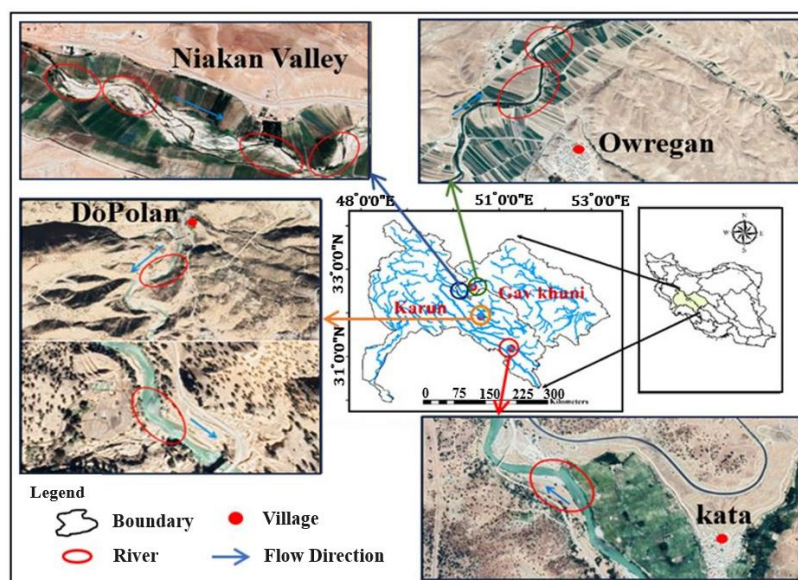 Niakan Valley
Owregan
DoPolan
48°0'0"E
51°0'0"E
53°0'0"E
33°0'0"N
31°0'0"N
Karun
Gav khuni
0 75 150 225 300
Kilometers
N
W E
S
kata
Legend
Boundary
Village
River
Flow Direction